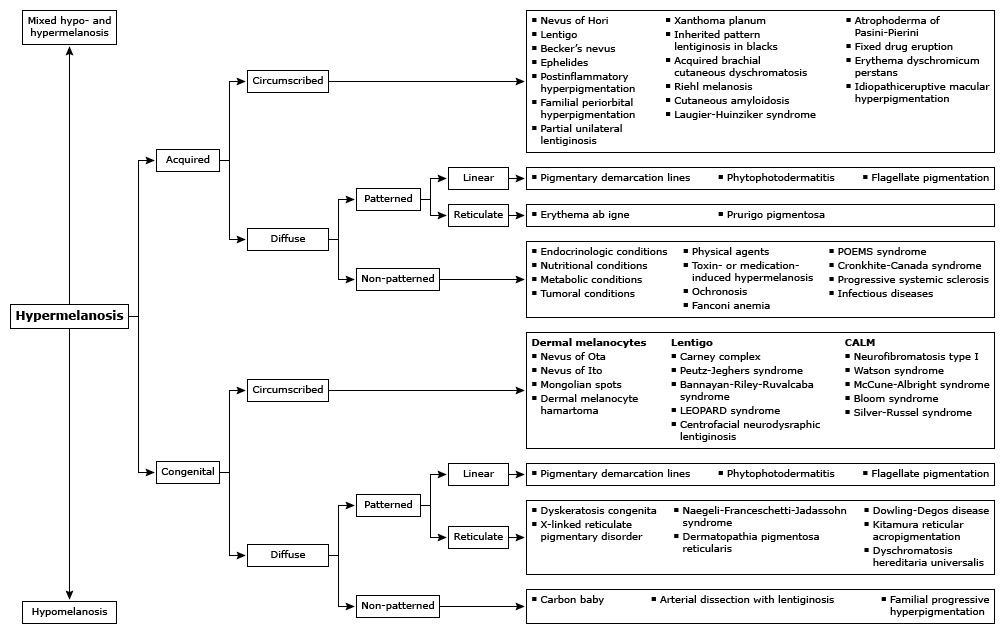 Mixed hypo- and
hypermelanosis
Hypermelanosis
Hypomelanosis
Acquired
Circumscribed
▪ Nevus of Hori
▪ Lentigo
▪ Becker’s nevus
▪ Ephelides
▪ Postinflammatory
hyperpigmentation
▪ Familial periorbital
hyperpigmentation
▪ Partial unilateral
lentiginosis
▪ Xanthoma planum
▪ Inherited pattern
lentiginosis in blacks
▪ Acquired brachial
cutaneous dyschromatosis
▪ Riehl melanosis
▪ Cutaneous amyloidosis
▪ Laugier-Huinziker syndrome
▪ Atrophoderma of
Pasini-Pierini
▪ Fixed drug eruption
▪ Erythema dyschromicum
perstans
▪ Idiopathiceruptive macular
hyperpigmentation
Diffuse
Patterned
Linear
▪ Pigmentary demarcation lines
▪ Phytophotodermatitis
▪ Flagellate pigmentation
Reticulate
▪ Erythema ab igne
▪ Prurigo pigmentosa
Non-patterned
▪ Endocrinologic conditions
▪ Nutritional conditions
▪ Metabolic conditions
▪ Tumoral conditions
▪ Physical agents
▪ Toxin- or medication-
induced hypermelanosis
▪ Ochronosis
▪ Fanconi anemia
▪ POEMS syndrome
▪ Cronkhite-Canada syndrome
▪ Progressive systemic sclerosis
▪ Infectious diseases
Congenital
Circumscribed
Dermal melanocytes
▪ Nevus of Ota
▪ Nevus of Ito
▪ Mongolian spots
▪ Dermal melanocyte
hamartoma
Lentigo
▪ Carney complex
▪ Peutz-Jeghers syndrome
▪ Bannayan-Riley-Ruvalcaba
syndrome
▪ LEOPARD syndrome
▪ Centrofacial neurodysraphic
lentiginosis
CALM
▪ Neurofibromatosis type I
▪ Watson syndrome
▪ McCune-Albright syndrome
▪ Bloom syndrome
▪ Silver-Russel syndrome
Diffuse
Patterned
Linear
▪ Pigmentary demarcation lines
▪ Phytophotodermatitis
▪ Flagellate pigmentation
Reticulate
▪ Dyskeratosis congenita
▪ X-linked reticulate
pigmentary disorder
▪ Naegeli-Franceschetti-Jadassohn
syndrome
▪ Dermatopathia pigmentosa
reticularis
▪ Dowling-Degos disease
▪ Kitamura reticular
acropigmentation
▪ Dyschromatosis
hereditaria universalis
Non-patterned
▪ Carbon baby
▪ Arterial dissection with lentiginosis
▪ Familial progressive
hyperpigmentation